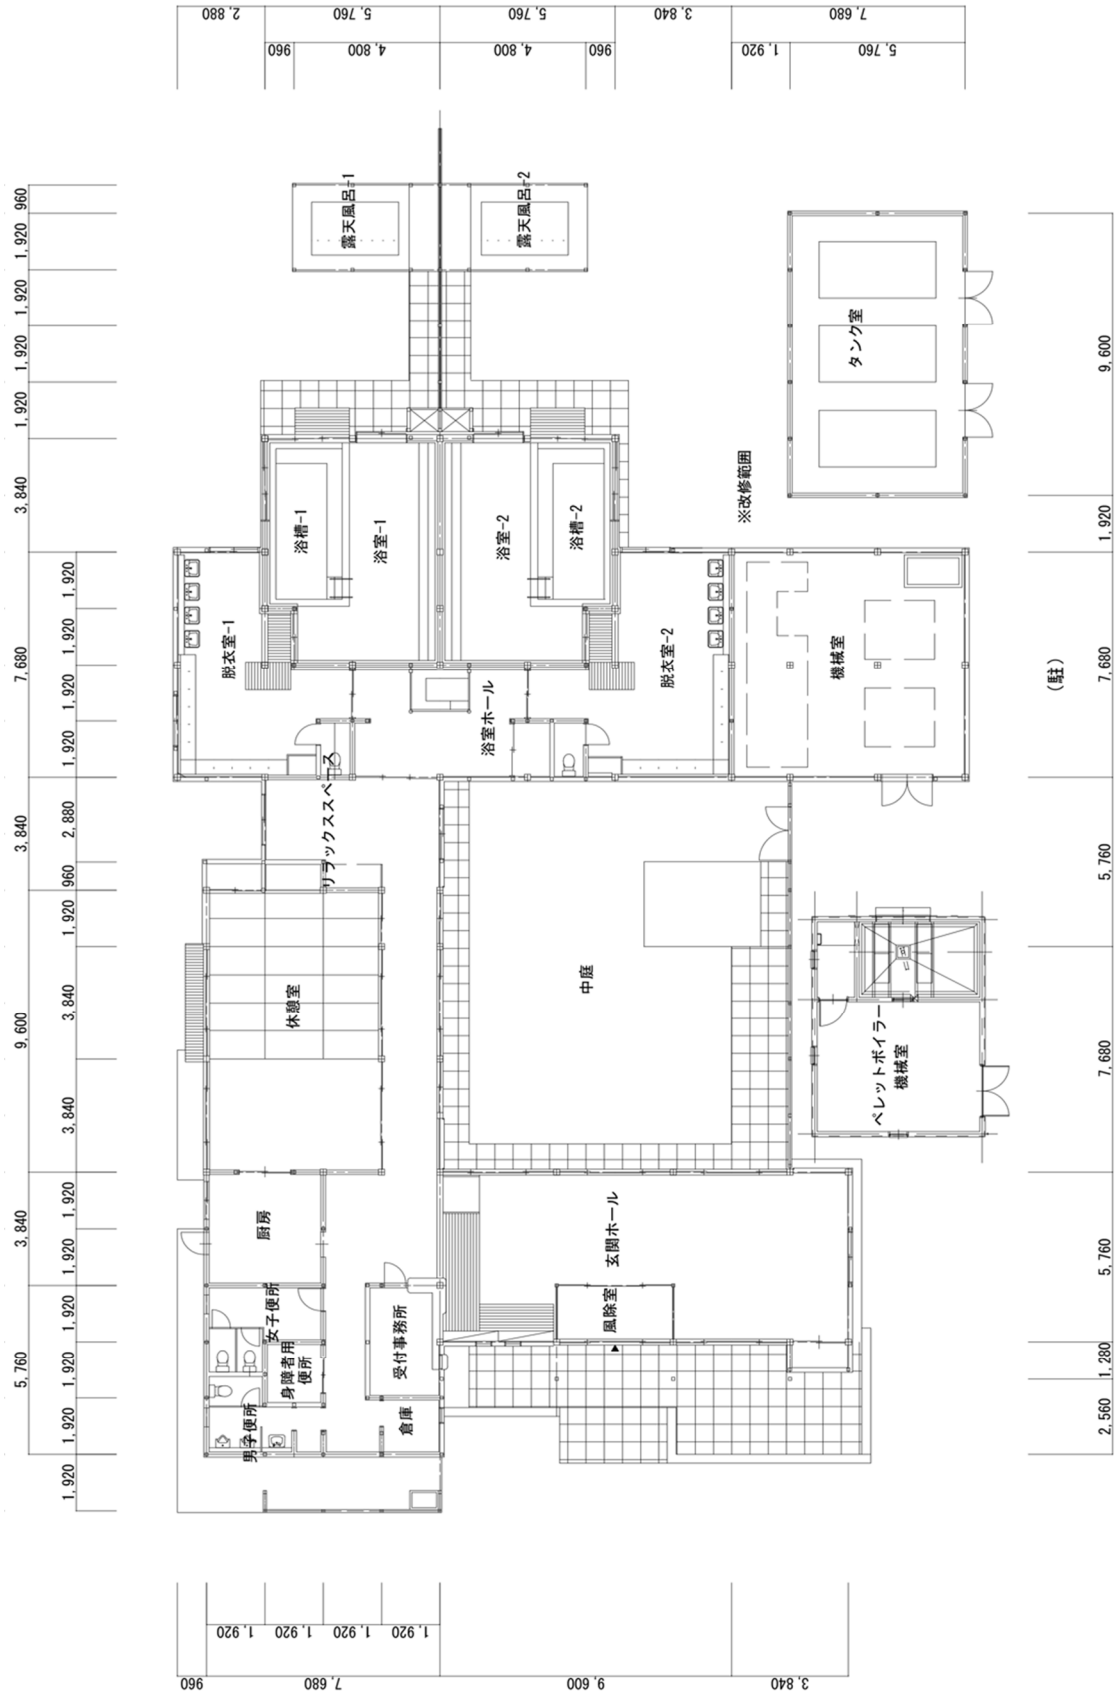 2,880
5,760
5,760
3,840
7,680
960
4,800
4,800
960
1,920
5,760
960
1,920
1,920
1,920
1,920
3,840
7,680
3,840
9,600
3,840
5,760
1,920
1,920
1,920
1,920
2,880
960
1,920
3,840
3,840
1,920
1,920
1,920
1,920
1,920
1,920
露天風呂-1
露天風呂-2
タンク室
※改修範囲
浴槽-1
浴室-1
浴室-2
浴槽-2
脱衣室-1
浴室ホール
脱衣室-2
機械室
(駐)
リラックススペース
休憩室
中庭
ペレットボイラー
機械室
厨房
玄関ホール
女子便所
風除室
身障者用
便所
受付事務所
男子便所
倉庫
9,600
1,920
7,680
5,760
7,680
5,760
1,280
2,560
1,920
1,920
1,920
1,920
960
7,680
9,600
3,840